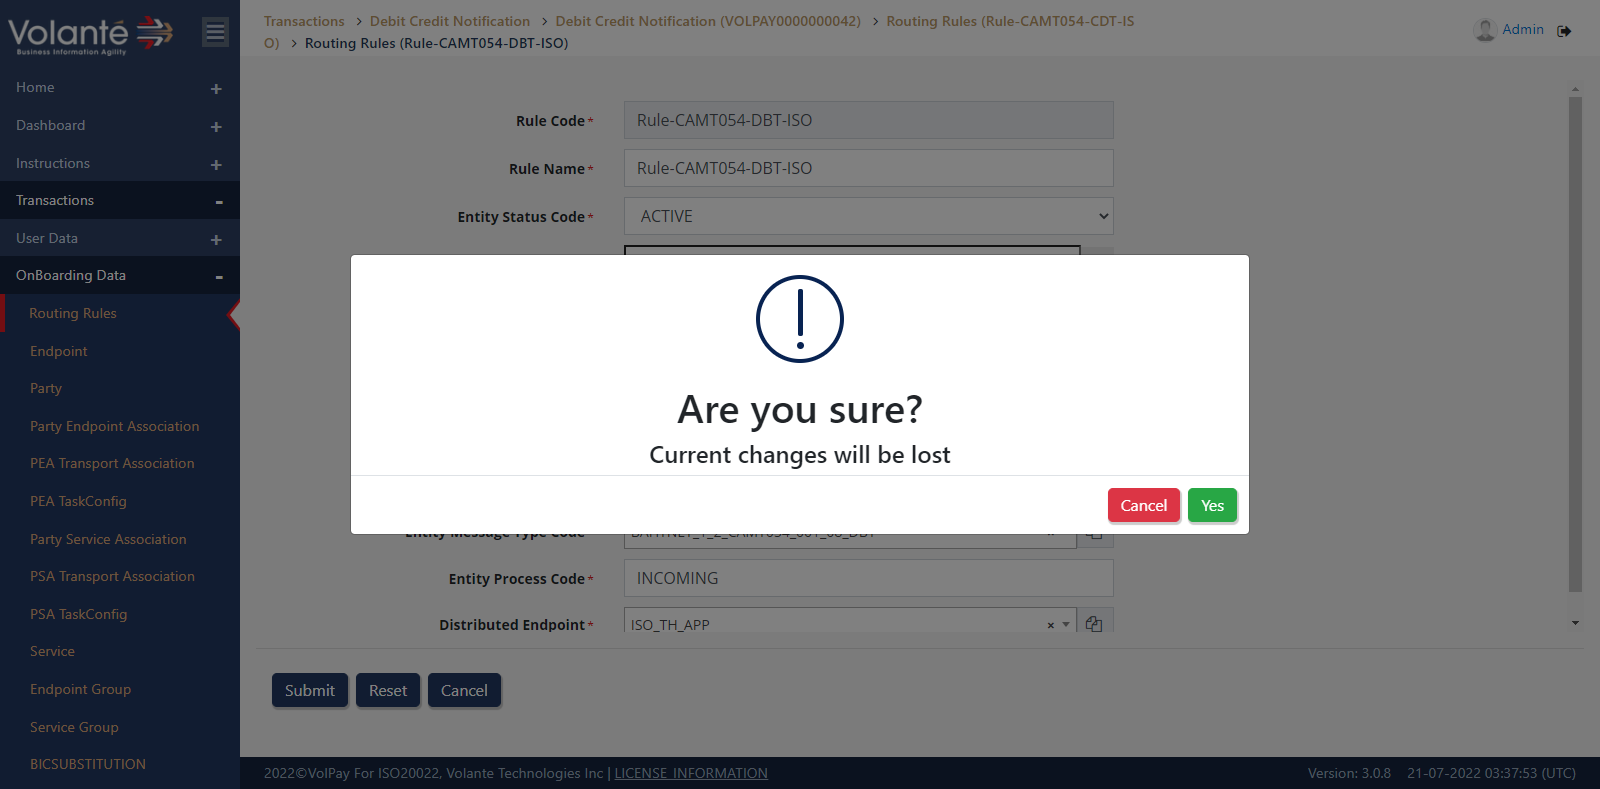 Volanté
Business Information Agility
Home +
Dashboard +
Instructions +
Transactions -
User Data +
OnBoarding Data -
Routing Rules
Endpoint
Party
Party Endpoint Association
PEA Transport Association
PEA TaskConfig
Party Service Association
PSA Transport Association
PSA TaskConfig
Service
Endpoint Group
Service Group
BICSUBSTITUTION
Transactions > Debit Credit Notification > Debit Credit Notification (VOLPAY0000000042) > Routing Rules (Rule-CAMT054-CDT-IS
O) > Routing Rules (Rule-CAMT054-DBT-ISO)
Admin
Rule Code* Rule-CAMT054-DBT-ISO
Rule Name* Rule-CAMT054-DBT-ISO
Entity Status Code* ACTIVE
Are you sure?
Current changes will be lost
Cancel Yes
Entity Message Type Code
Entity Process Code* INCOMING
Distributed Endpoint* ISO_TH_APP ×
Submit Reset Cancel
2022©VolPay For ISO20022, Volante Technologies Inc | LICENSE INFORMATION
Version: 3.0.8 21-07-2022 03:37:53 (UTC)